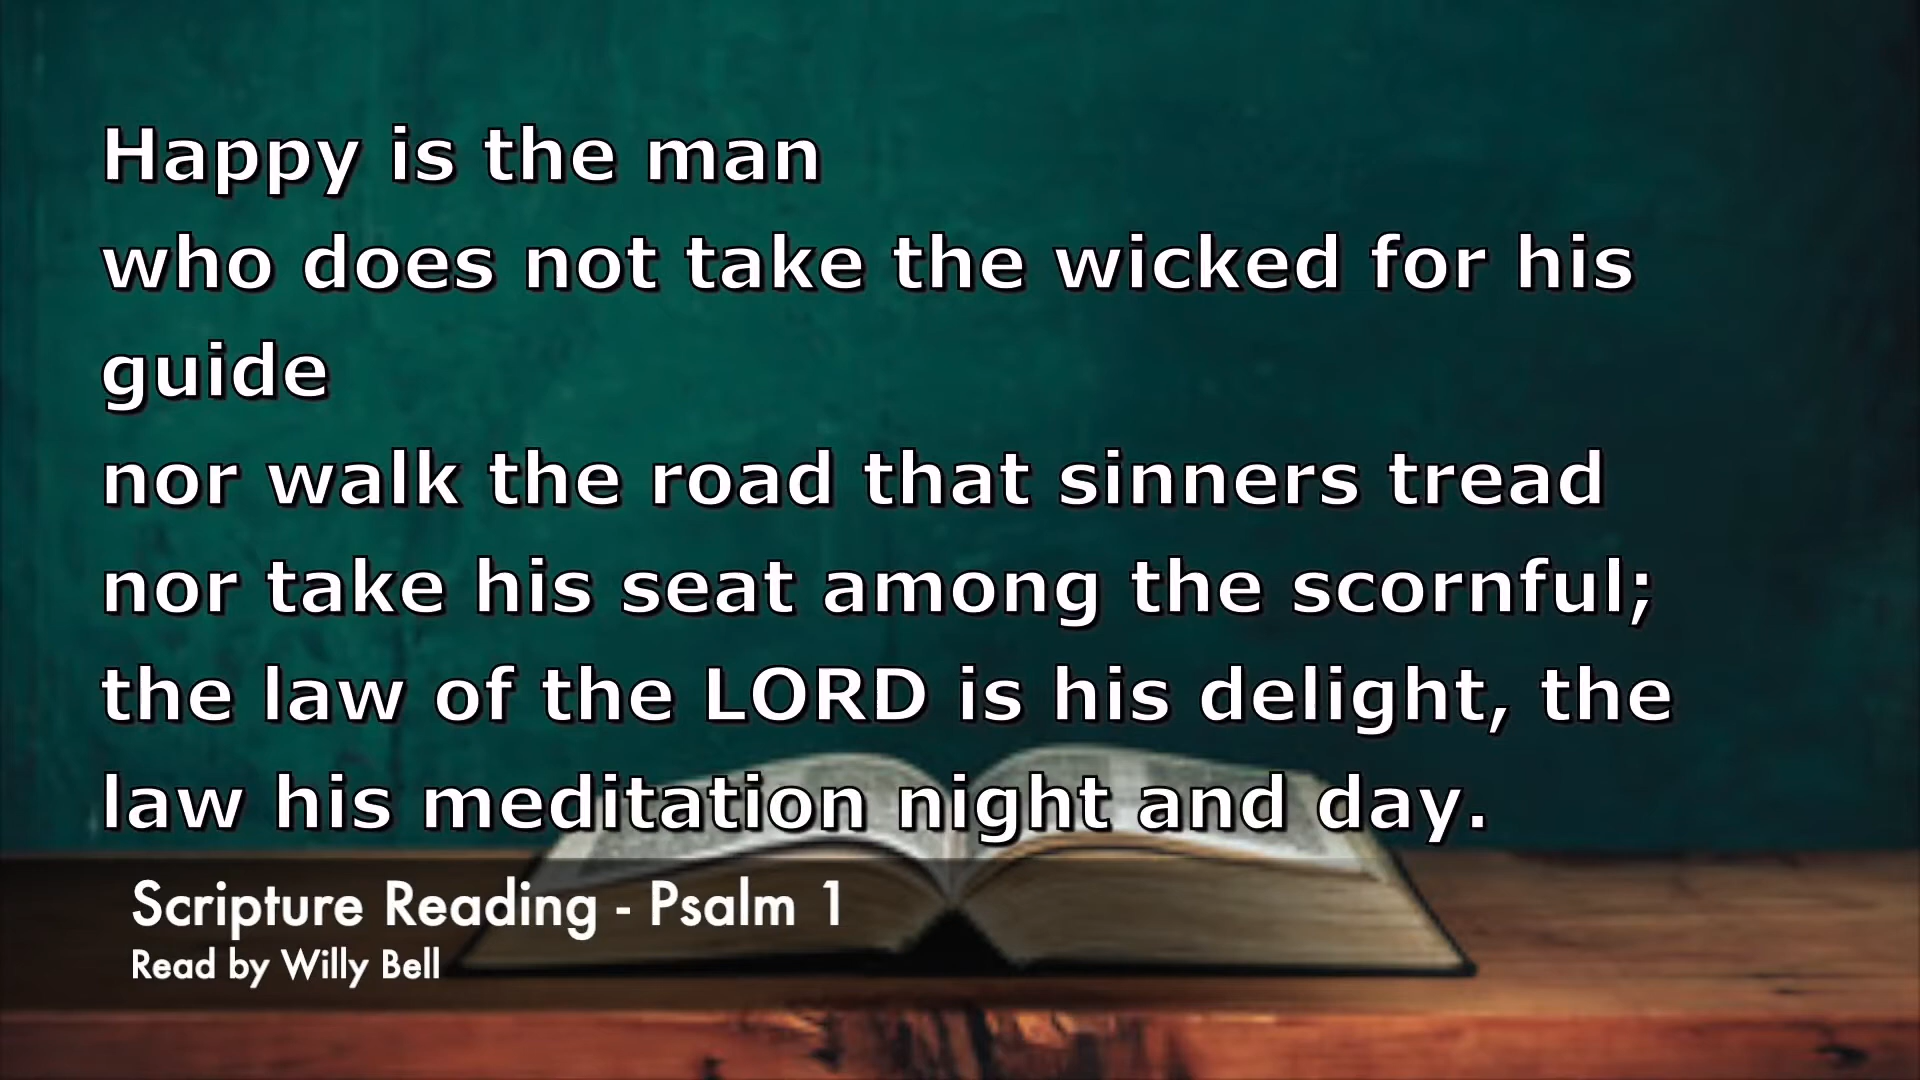 Happy is the man
who does not take the wicked for his
guide
nor walk the road that sinners tread
nor take his seat among the scornful;
the law of the LORD is his delight, the
law his meditation night and day.
Scripture Reading - Psalm 1
Read by Willy Bell